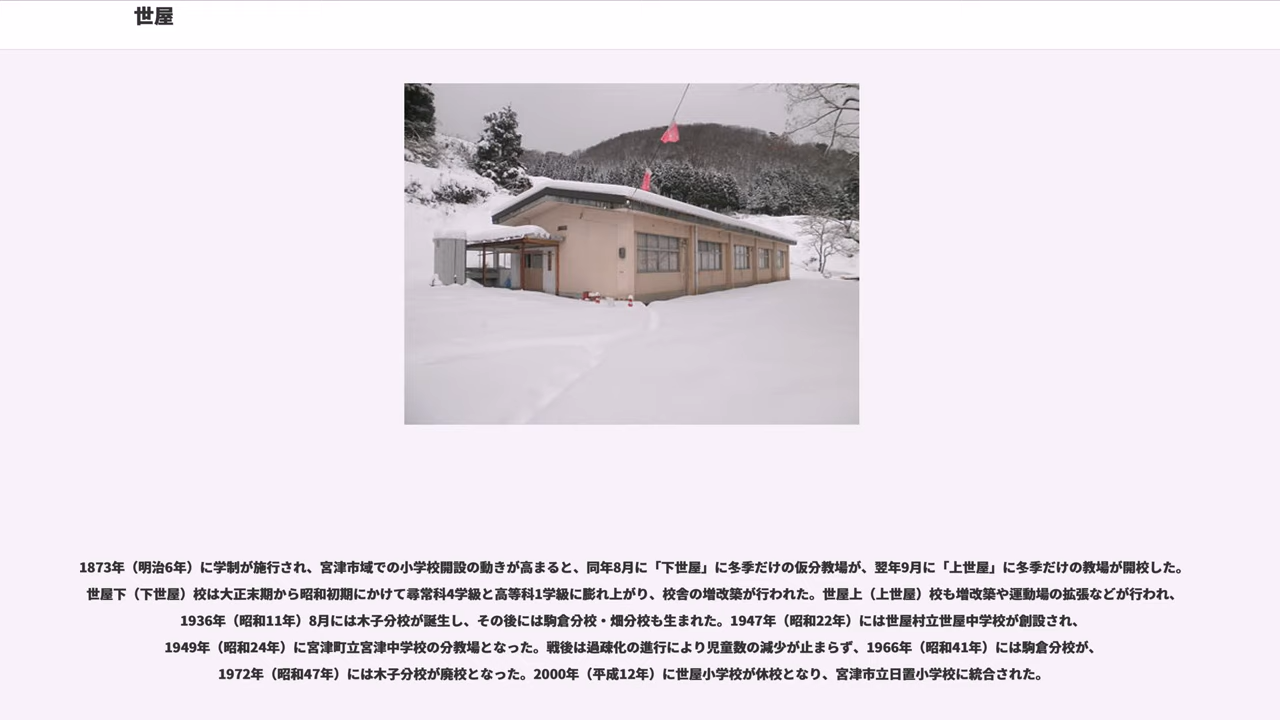 世屋
1873年（明治6年）に学制が施行され、宮津市域での小学校開設の動きが高まると、同年8月に「下世屋」に冬季だけの仮分教場が、翌年9月に「上世屋」に冬季だけの教場が開校した。
世屋下（下世屋）校は大正末期から昭和初期にかけて尋常科4学級と高等科1学級に膨れ上がり、校舎の増改築が行われた。世屋上（上世屋）校も増改築や運動場の拡張などが行われ、
1936年（昭和11年）8月には木子分校が誕生し、その後には駒倉分校・畑分校も生まれた。1947年（昭和22年）には世屋村立世屋中学校が創設され、
1949年（昭和24年）に宮津町立宮津中学校の分教場となった。戦後は過疎化の進行により児童数の減少が止まらず、1966年（昭和41年）には駒倉分校が、
1972年（昭和47年）には木子分校が廃校となった。2000年（平成12年）に世屋小学校が休校となり、宮津市立日置小学校に統合された。